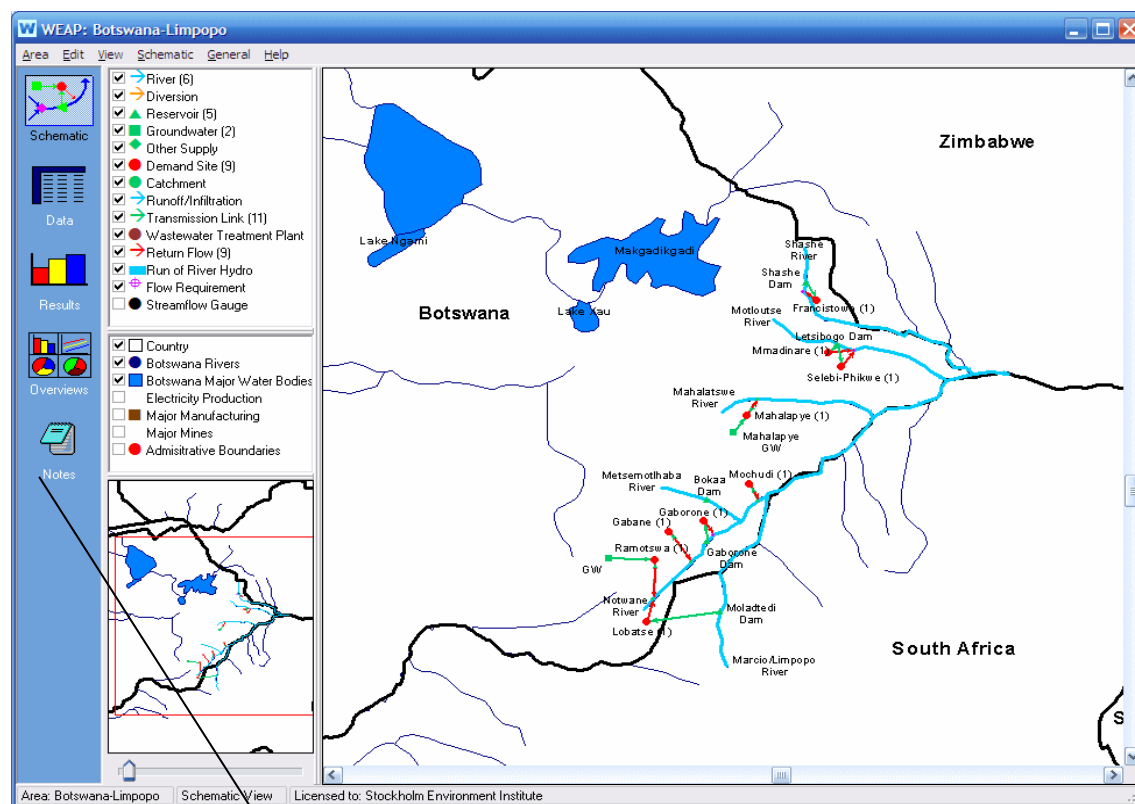 WEAP: Botswana-Limpopo
Area Edit View Schematic General Help
Schematic
Data
Results
Overviews
Notes
River (6)
Diversion
Reservoir (5)
Groundwater (2)
Other Supply
Demand Site (9)
Catchment
Runoff/Infiltration
Transmission Link (11)
Wastewater Treatment Plant
Return Flow (9)
Run of River Hydro
Flow Requirement
Streamflow Gauge
Country
Botswana Rivers
Botswana Major Water Bodies
Electricity Production
Major Manufacturing
Major Mines
Admisitrative Boundaries
Zimbabwe
Lake Ngami
Makgadikgadi
Shashe
River
Shashe
Dam
Francistown (1)
Botswana
Lake Xau
Motloutse
River
Letsibogo Dam
Mmadinare (1)
Selebi-Phikwe (1)
Mahalatswe
River
Mahalapye (1)
Mahalapye
GW
Metsemotlhaba
River
Bokaa
Dam
Mochudi (1)
Gaborone (1)
Gabane (1)
Ramotswa (1)
Gaborone
Dam
GW
Notwane
River
Lobatse (1)
Moladtedi
Dam
Marcio/Limpopo
River
South Africa
S
Area: Botswana-Limpopo Schematic View Licensed to: Stockholm Environment Institute